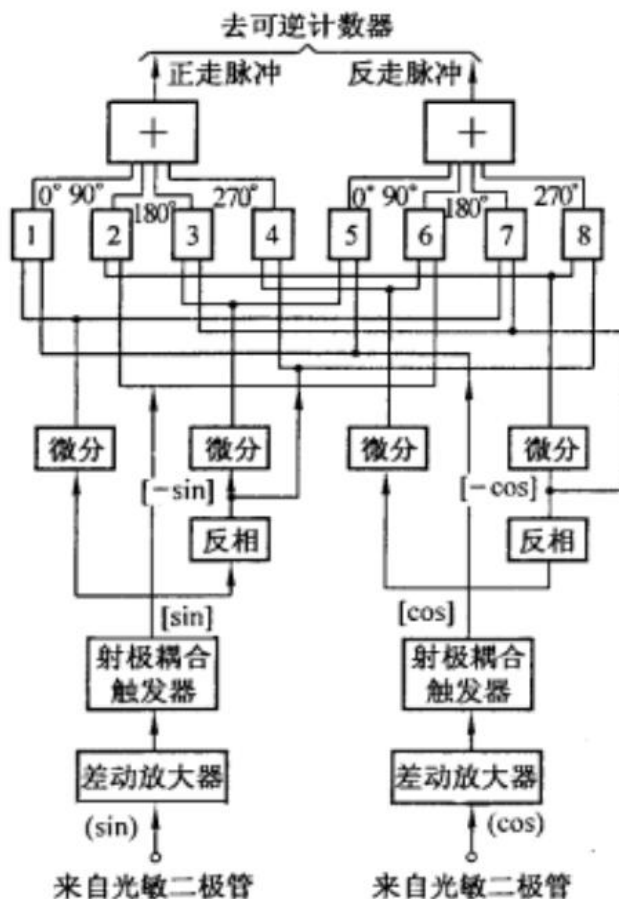 去可逆计数器
正走脉冲 反走脉冲
+ +
0° 90° 180° 270° 0° 90° 180° 270°
1 2 3 4 5 6 7 8
微分 微分 微分 微分
[-sin] [-cos]
反相 反相
[sin] [cos]
射极耦合 射极耦合
触发器 触发器
差动放大器 差动放大器
(sin) (cos)
来自光敏二极管 来自光敏二极管